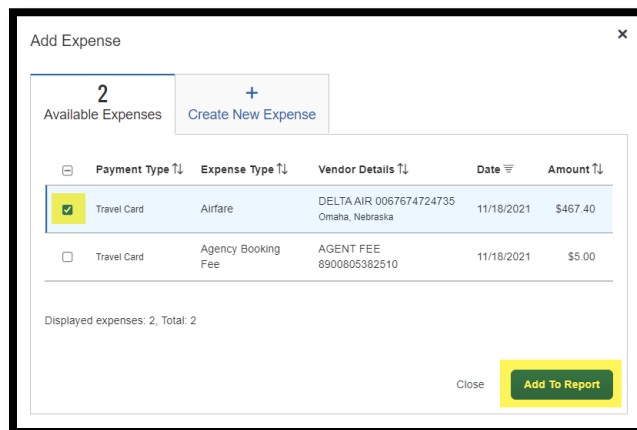 Add Expense
×
2
Available Expenses
+
Create New Expense
Payment Type Expense Type Vendor Details Date Amount
Travel Card Airfare DELTA AIR 0067674724735 11/18/2021 $467.40
Omaha, Nebraska
Travel Card Agency Booking AGENT FEE 11/18/2021 $5.00
Fee 8900805382510
Displayed expenses: 2, Total: 2
Close Add To Report